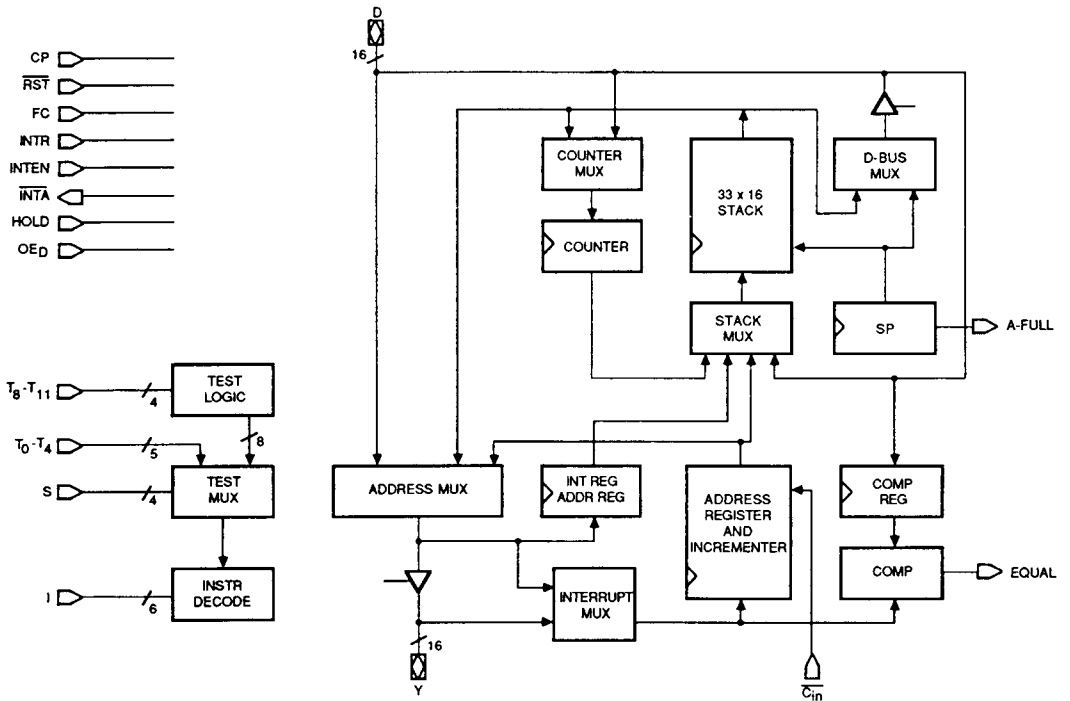 D
16
CP
RST
FC
INTR
INTEN
INTA
HOLD
OED
COUNTER
MUX
33 x 16
STACK
D-BUS
MUX
COUNTER
STACK
MUX
SP
A-FULL
T8-T11
4
TEST
LOGIC
8
T0-T4
5
S
4
TEST
MUX
ADDRESS MUX
INT REG
ADDR REG
ADDRESS
REGISTER
AND
INCREMENTER
COMP
REG
I
6
INSTR
DECODE
INTERRUPT
MUX
COMP
EQUAL
16
Y
Cin